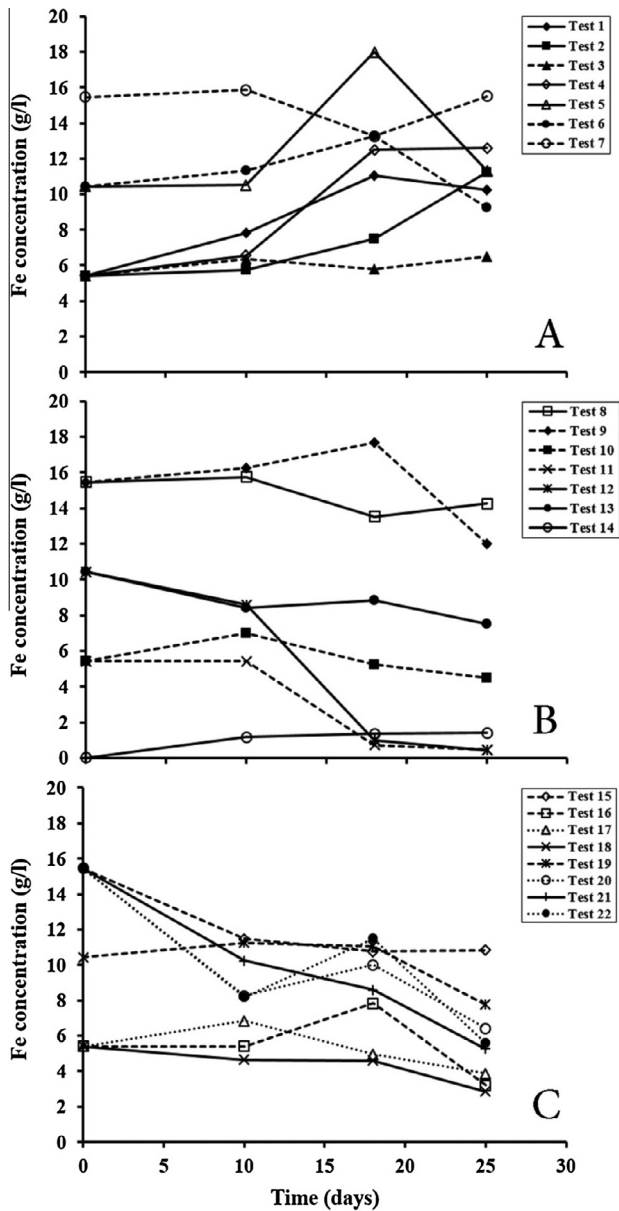 20
18
16
14
12
10
8
6
4
2
0
Fe concentration (g/l)
Test 1
Test 2
Test 3
Test 4
Test 5
Test 6
Test 7
A
20
18
16
14
12
10
8
6
4
2
0
Fe concentration (g/l)
Test 8
Test 9
Test 10
Test 11
Test 12
Test 13
Test 14
B
20
18
16
14
12
10
8
6
4
2
0
Fe concentration (g/l)
Test 15
Test 16
Test 17
Test 18
Test 19
Test 20
Test 21
Test 22
C
0 5 10 15 20 25 30
Time (days)